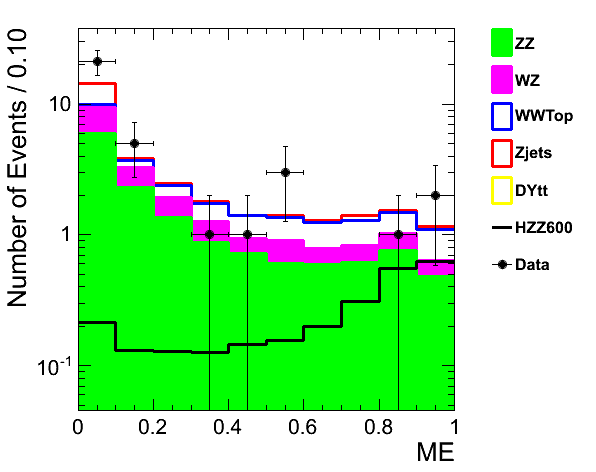 Number of Events / 0.10
10
1
10-1
0 0.2 0.4 0.6 0.8 1
ME
ZZ
WZ
WWTop
Zjets
DYtt
HZZ600
Data